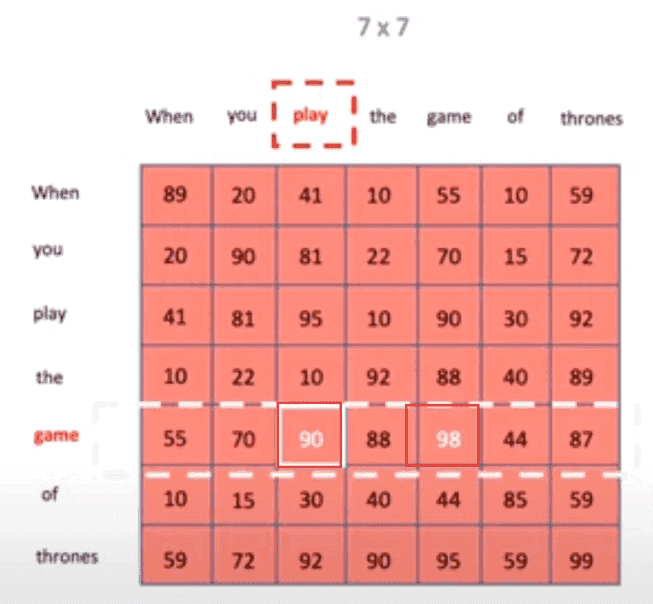 7 x 7
When you play the game of thrones
When 89 20 41 10 55 10 59
you 20 90 81 22 70 15 72
play 41 81 95 10 90 30 92
the 10 22 10 92 88 40 89
game 55 70 90 88 98 44 87
of 10 15 30 40 44 85 59
thrones 59 72 92 90 95 59 99